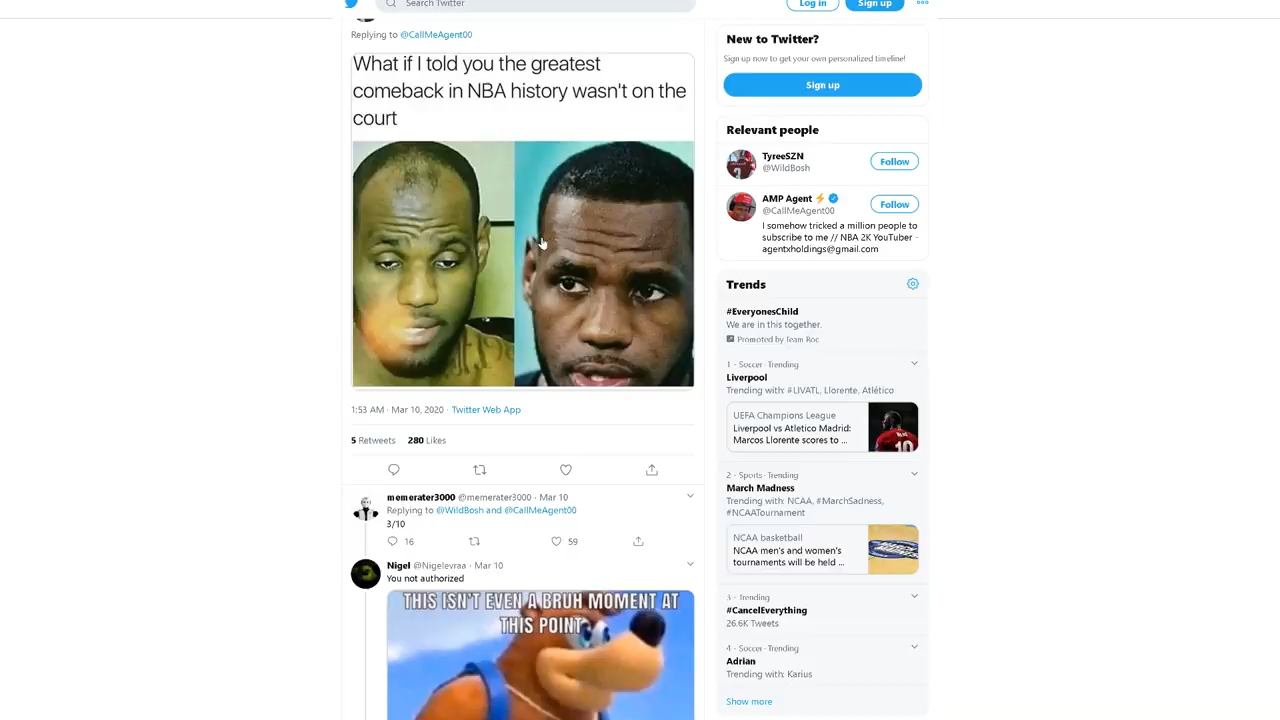 Search Twitter
Log in
Sign up
Replying to @CallMeAgent00
What if I told you the greatest
comeback in NBA history wasn't on the
court
1:53 AM · Mar 10, 2020 · Twitter Web App
5 Retweets 280 Likes
memerater3000 @memerater3000 · Mar 10
Replying to @WildBosh and @CallMeAgent00
3/10
16
59
Nigel @Nigelevraa · Mar 10
You not authorized
THIS ISN'T EVEN A BRUH MOMENT AT
THIS POINT
New to Twitter?
Sign up now to get your own personalized timeline!
Sign up
Relevant people
TyreeSZN
@WildBosh
Follow
AMP Agent
@CallMeAgent00
Follow
I somehow tricked a million people to
subscribe to me // NBA 2K YouTuber -
agentxholdings@gmail.com
Trends
#EveryonesChild
We are in this together.
Promoted by Team Roc
1 · Soccer · Trending
Liverpool
Trending with: #LIVATL, Llorente, Atlético
UEFA Champions League
Liverpool vs Atletico Madrid:
Marcos Llorente scores to ...
10
2 · Sports · Trending
March Madness
Trending with: NCAA, #MarchSadness,
#NCAATournament
NCAA basketball
NCAA men's and women's
tournaments will be held ...
3 · Trending
#CancelEverything
26.6K Tweets
4 · Soccer · Trending
Adrian
Trending with: Karius
Show more